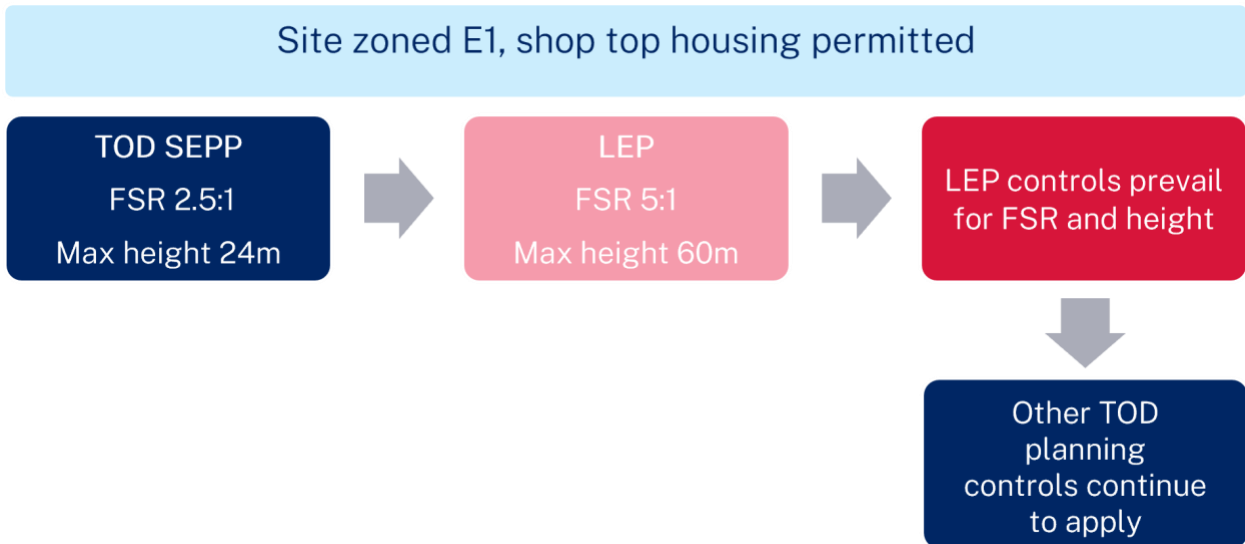 Site zoned E1, shop top housing permitted
TOD SEPP
FSR 2.5:1
Max height 24m
LEP
FSR 5:1
Max height 60m
LEP controls prevail
for FSR and height
Other TOD
planning
controls continue
to apply